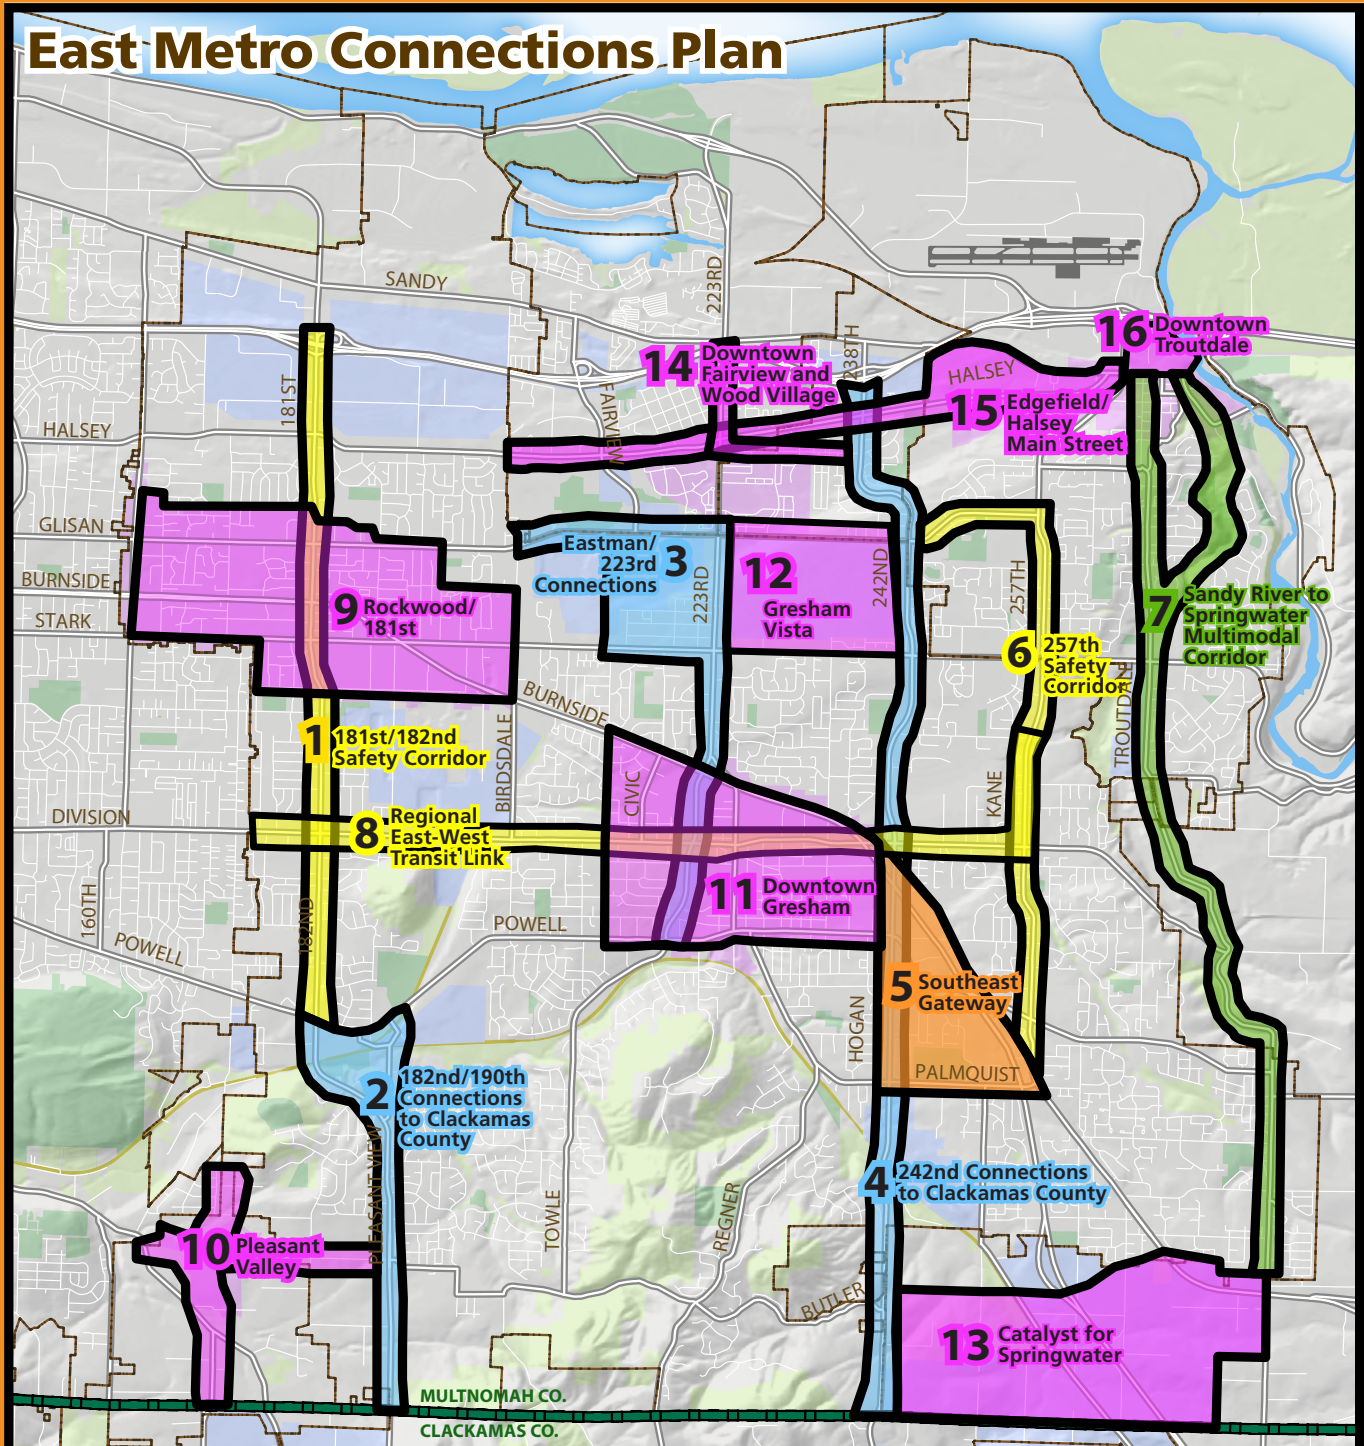 East Metro Connections Plan
SANDY
223RD
238TH
181ST
FAIRVIEW
HALSEY
HALSEY
16 Downtown
Troutdale
14 Downtown
Fairview and
Wood Village
15 Edgefield/
Halsey
Main Street
GLISAN
BURNSIDE
STARK
Eastman/
223rd
Connections
3
223RD
12
Gresham
Vista
242ND
257TH
9 Rockwood/
181st
6 257th
Safety
Corridor
7 Sandy River to
Springwater
Multimodal
Corridor
TROUTDALE
BURNSIDE
BIRDSDALE
1 181st/182nd
Safety Corridor
CIVIC
KANE
DIVISION
8 Regional
East-West
Transit Link
11 Downtown
Gresham
160TH
182ND
POWELL
POWELL
5 Southeast
Gateway
HOGAN
PALMQUIST
2 182nd/190th
Connections
to Clackamas
County
PLEASANT VIEW
4 242nd Connections
to Clackamas County
TOWLE
REGNER
10 Pleasant
Valley
BUTLER
13 Catalyst for
Springwater
MULTNOMAH CO.
CLACKAMAS CO.